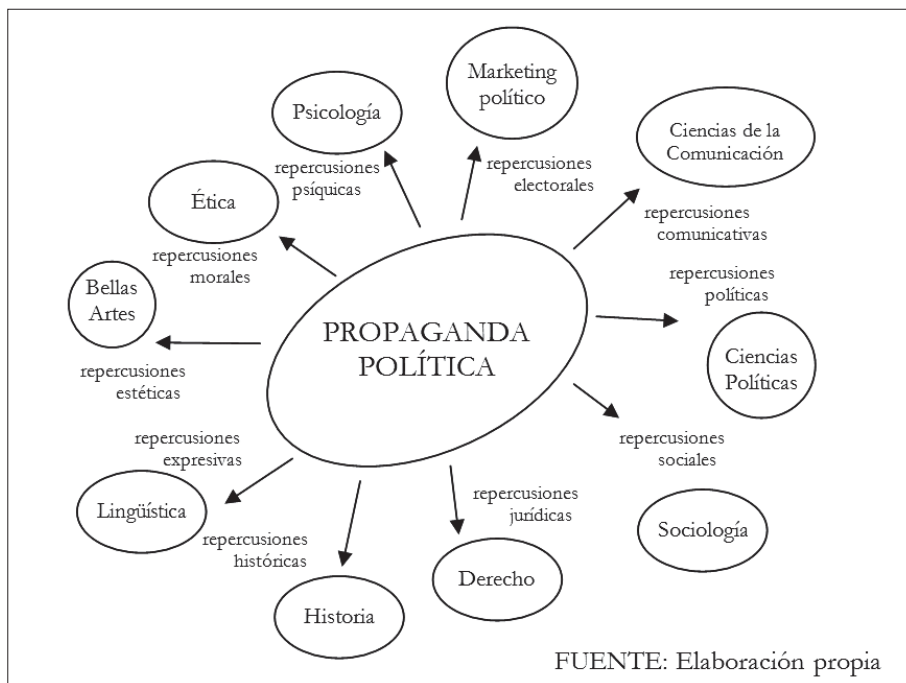 Marketing
político
Psicología
Ciencias de la
Comunicación
repercusiones
electorales
repercusiones
psíquicas
Ética
repercusiones
comunicativas
repercusiones
morales
Bellas
Artes
repercusiones
políticas
PROPAGANDA
POLÍTICA
Ciencias
Políticas
repercusiones
estéticas
repercusiones
sociales
repercusiones
expresivas
Lingüística
repercusiones
históricas
repercusiones
jurídicas
Sociología
Derecho
Historia
FUENTE: Elaboración propia